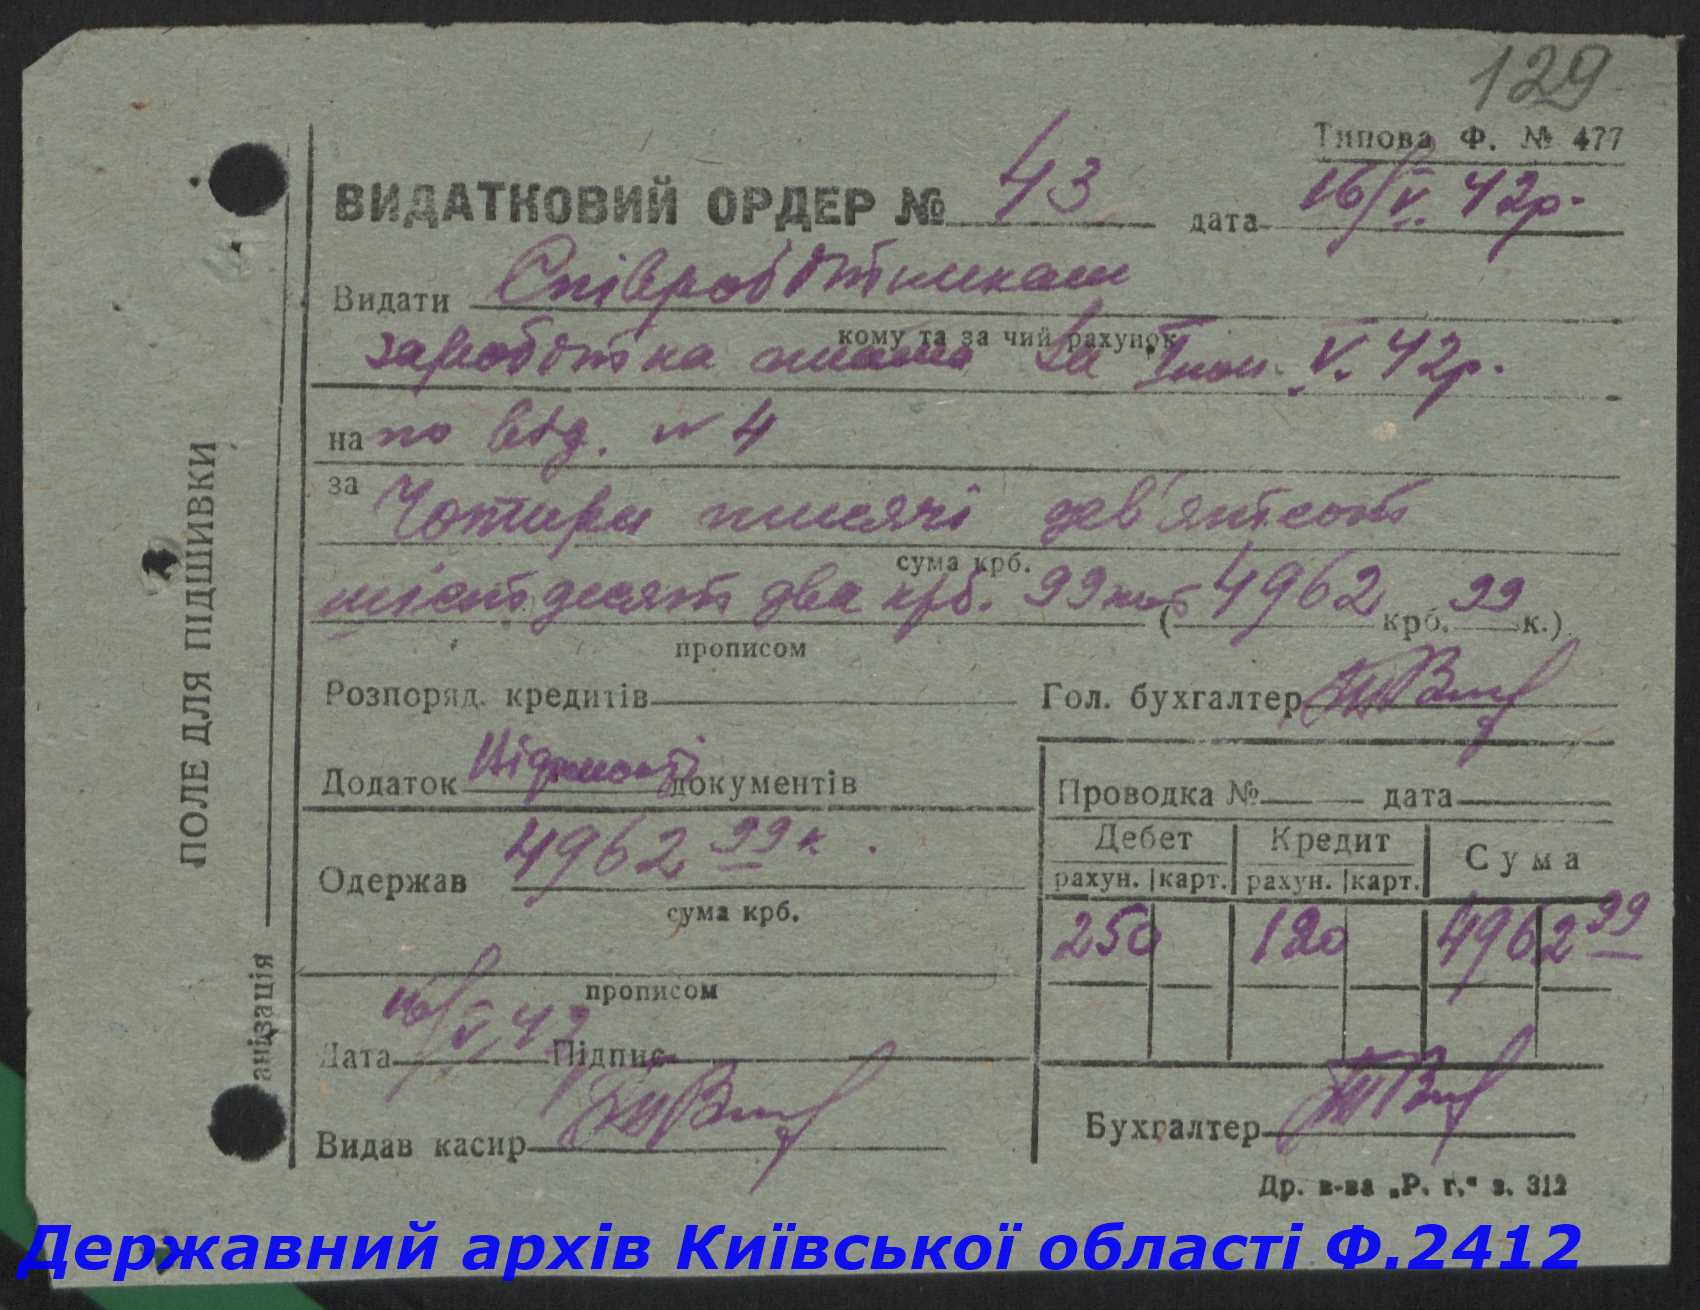 129
Типова Ф. № 477
ВИДАТКОВИЙ ОРДЕР № 43 дата 16/V. 42р.
Видати Співробітникам
кому та за чий рахунок
заробітна плата за І пол. V. 42р.
на по від. № 4
за Чотири тисячі дев'ятсот
сума крб.
шістдесят два крб. 99 коп (4962 крб. 99 к.)
прописом
Розпоряд. кредитів
Гол. бухгалтер
Додаток Відомості документів
Проводка № дата
Дебет Кредит Сума
рахун. карт. рахун. карт.
Одержав 4962 99 к.
сума крб.
250 120 4962 99
прописом
Дата 16/V 42 Підпис
Видав касир
Бухгалтер
Др. в-ва „Р. г.“ з. 312
ПОЛЕ ДЛЯ ПІДШИВКИ
анізація
Державний архів Київської області Ф.2412